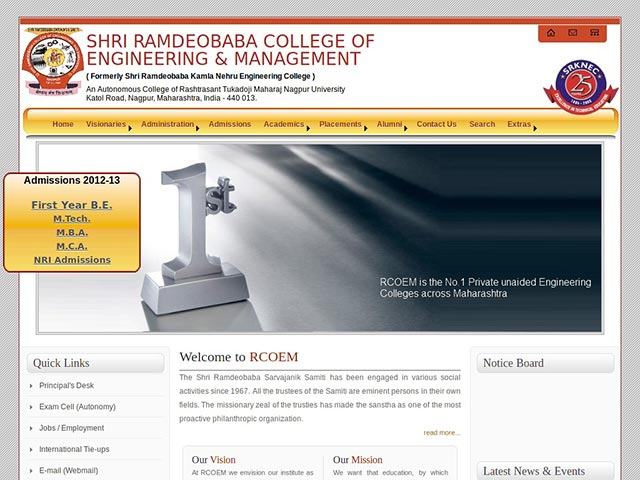 SHRI RAMDEOBABA COLLEGE OF
ENGINEERING & MANAGEMENT
( Formerly Shri Ramdeobaba Kamla Nehru Engineering College )
An Autonomous College of Rashtrasant Tukadoji Maharaj Nagpur University
Katol Road, Nagpur, Maharashtra, India - 440 013.
SRKNEC
25
Home Visionaries Administration Admissions Academics Placements Alumni Contact Us Search Extras
Admissions 2012-13
First Year B.E.
M.Tech.
M.B.A.
M.C.A.
NRI Admissions
1st
RCOEM is the No.1 Private unaided Engineering
Colleges across Maharashtra
Quick Links
Principal's Desk
Exam Cell (Autonomy)
Jobs / Employment
International Tie-ups
E-mail (Webmail)
Welcome to RCOEM
The Shri Ramdeobaba Sarvajanik Samiti has been engaged in various social
activities since 1967. All the trustees of the Samiti are eminent persons in their own
fields. The missionary zeal of the trusties has made the sanstha as one of the most
proactive philanthropic organization.
read more...
Our Vision
At RCOEM we envision our institute as
Our Mission
We want that education, by which
Notice Board
Latest News & Events